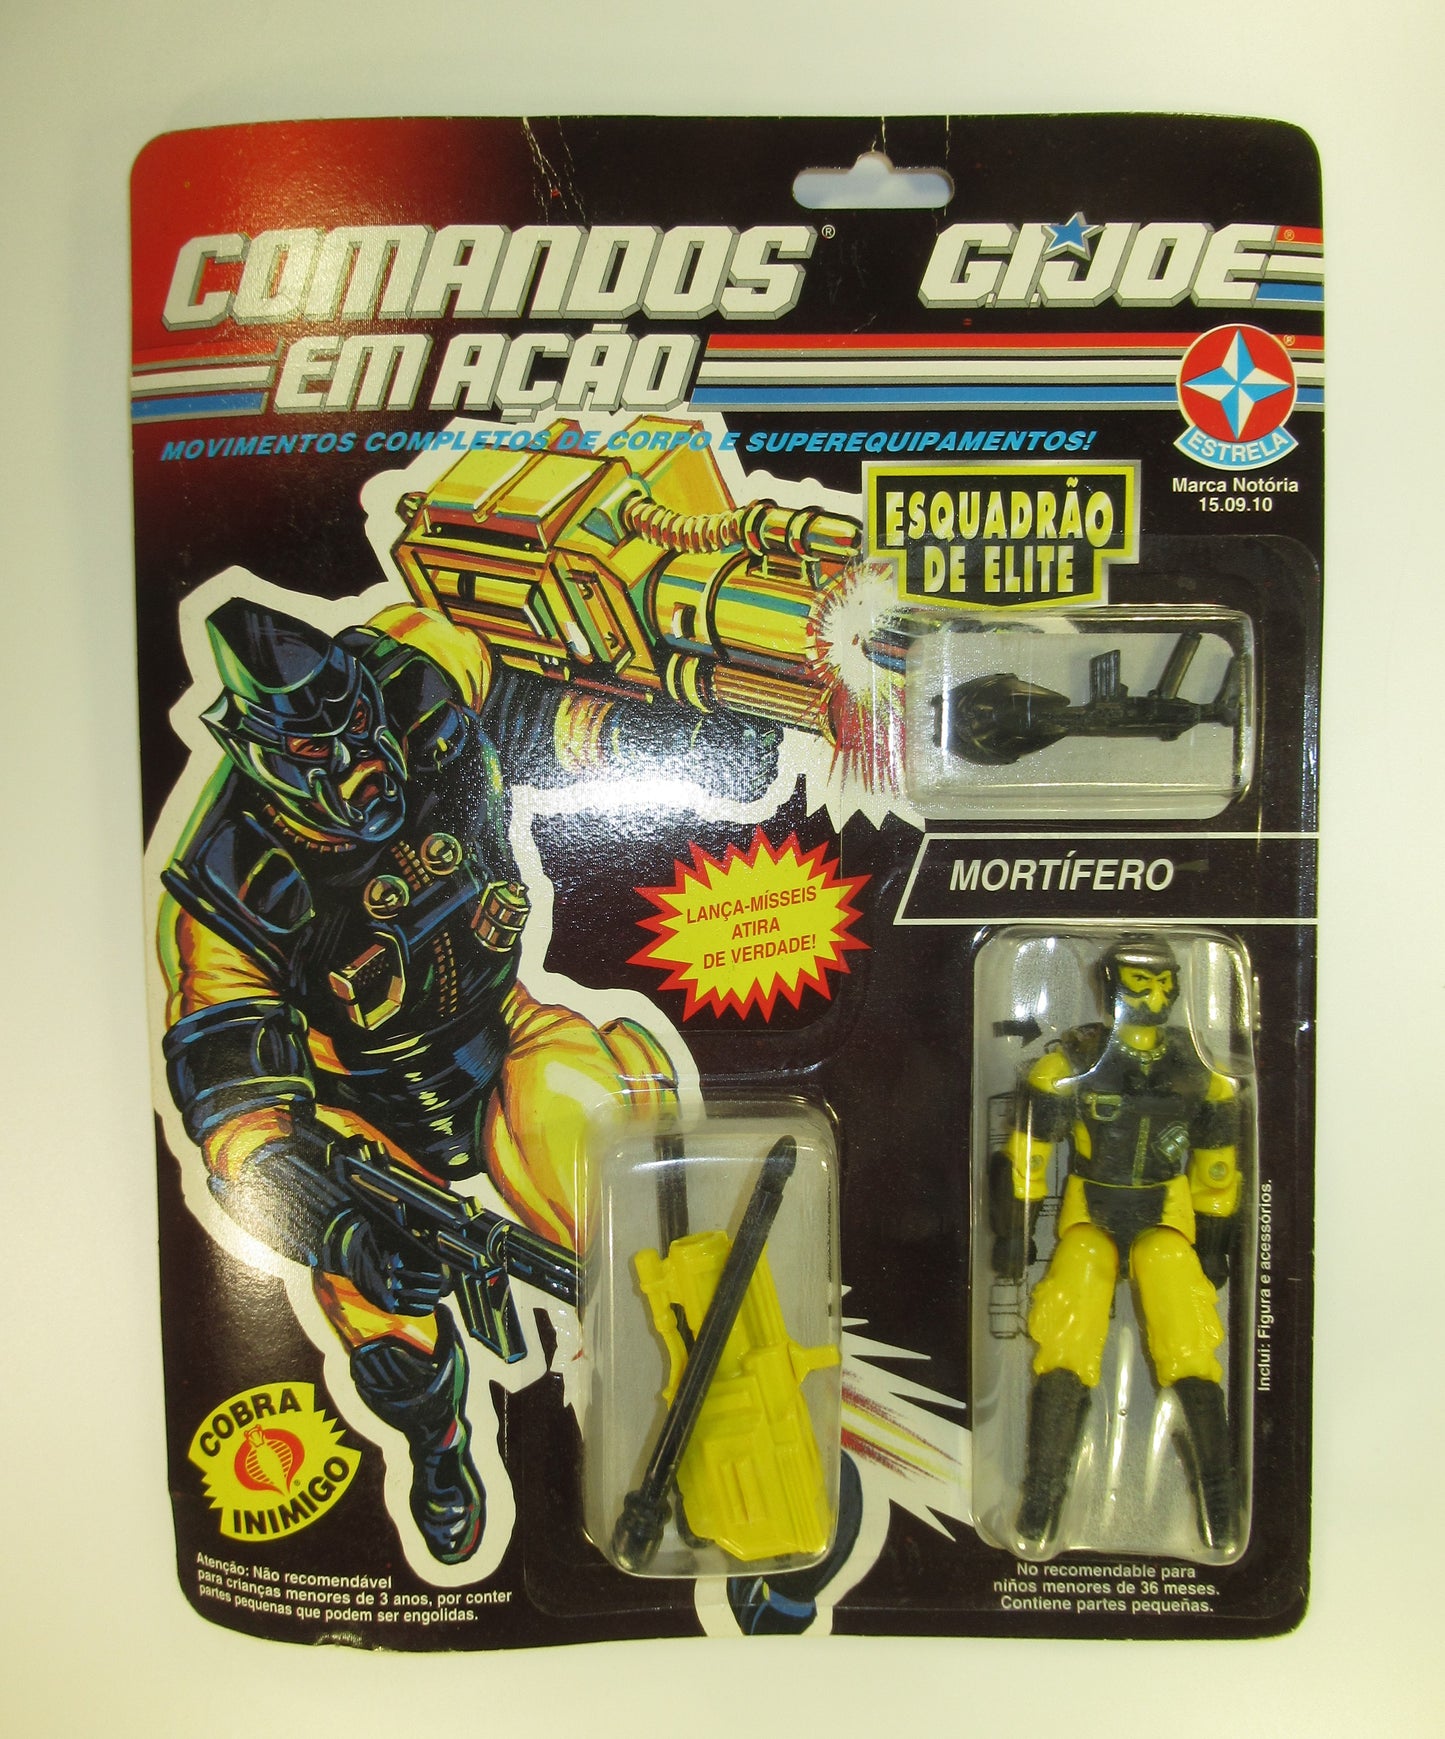 COMANDOS®
EM AÇÃO
G.I.JOE®
MOVIMENTOS COMPLETOS DE CORPO E SUPEREQUIPAMENTOS!
®
ESTRELA
Marca Notória
15.09.10
ESQUADRÃO
DE ELITE
MORTÍFERO
LANÇA-MÍSSEIS
ATIRA
DE VERDADE!
Inclui: Figura e acessórios.
COBRA
®
INIMIGO
Atenção: Não recomendável
para crianças menores de 3 anos, por conter
partes pequenas que podem ser engolidas.
No recomendable para
niños menores de 36 meses.
Contiene partes pequeñas.